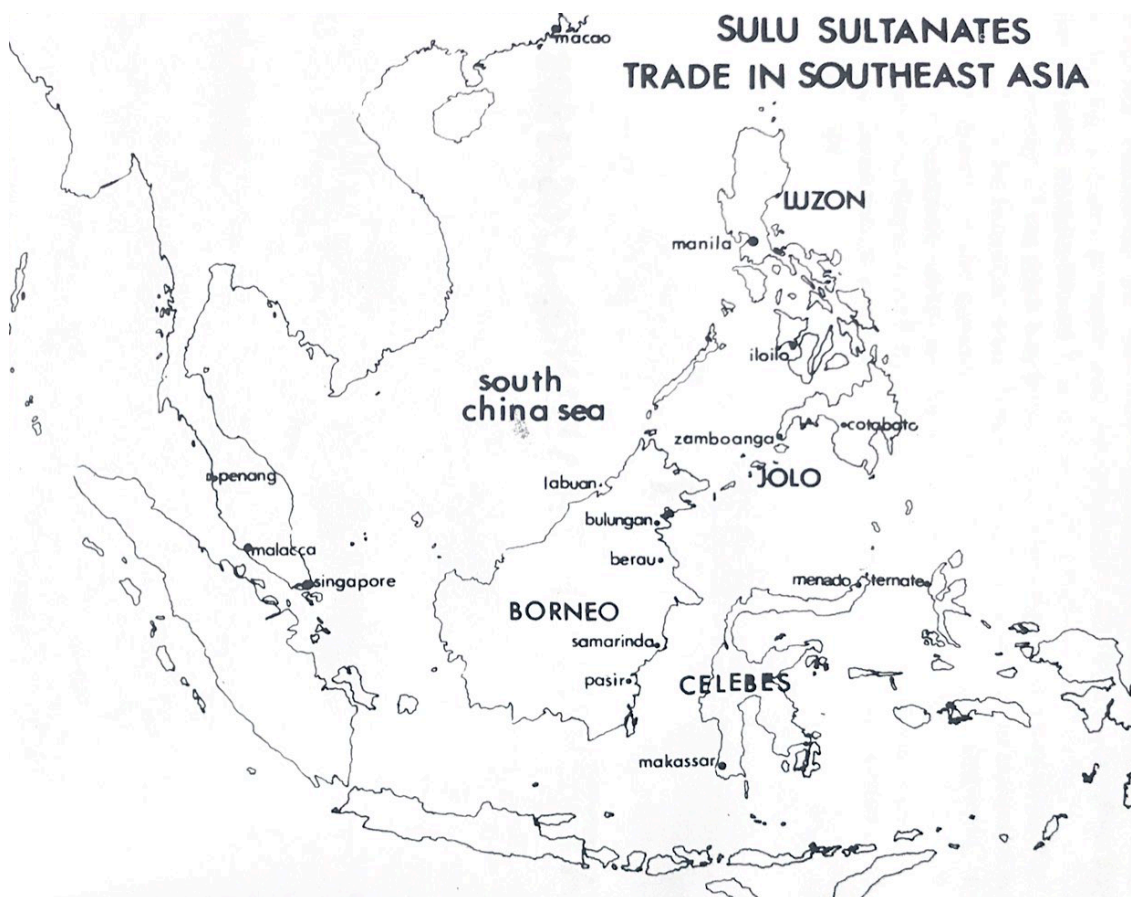 SULU SULTANATES
TRADE IN SOUTHEAST ASIA
macao
LUZON
manila
iloilo
south
china sea
zamboanga
cotabato
JOLO
penang
labuan
bulungan
malacca
berau
singapore
menado
ternate
BORNEO
samarinda
pasir
CELEBES
makassar